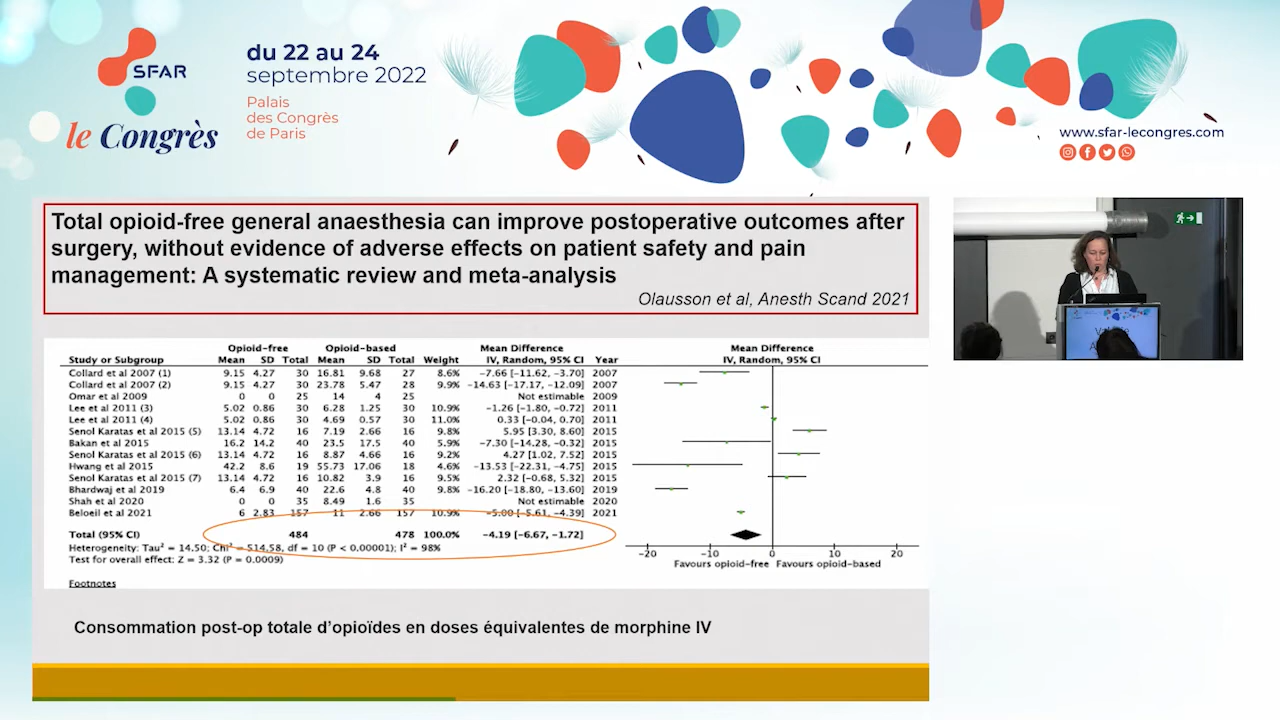 SFAR
le Congrès
du 22 au 24
septembre 2022
Palais
des Congrès
de Paris
www.sfar-lecongres.com
Total opioid-free general anaesthesia can improve postoperative outcomes after
surgery, without evidence of adverse effects on patient safety and pain
management: A systematic review and meta-analysis
Olausson et al, Anesth Scand 2021
Opioid-free Opioid-based Mean Difference Mean Difference
Study or Subgroup Mean SD Total Mean SD Total Weight IV, Random, 95% CI Year IV, Random, 95% CI
Collard et al 2007 (1) 9.15 4.27 30 16.81 9.68 27 8.6% −7.66 [−11.62, −3.70] 2007
Collard et al 2007 (2) 9.15 4.27 30 23.78 5.47 28 9.9% −14.63 [−17.17, −12.09] 2007
Omar et al 2009 0 0 25 14 4 25 Not estimable 2009
Lee et al 2011 (3) 5.02 0.86 30 6.28 1.25 30 10.9% −1.26 [−1.80, −0.72] 2011
Lee et al 2011 (4) 5.02 0.86 30 4.69 0.57 30 11.0% 0.33 [−0.04, 0.70] 2011
Senol Karatas et al 2015 (5) 13.14 4.72 16 7.19 2.66 16 9.8% 5.95 [3.30, 8.60] 2015
Bakan et al 2015 16.2 14.2 40 23.5 17.5 40 5.9% −7.30 [−14.28, −0.32] 2015
Senol Karatas et al 2015 (6) 13.14 4.72 16 8.87 4.66 16 9.2% 4.27 [1.02, 7.52] 2015
Hwang et al 2015 42.2 8.6 19 55.73 17.06 18 4.6% −13.53 [−22.31, −4.75] 2015
Senol Karatas et al 2015 (7) 13.14 4.72 16 10.82 3.9 16 9.5% 2.32 [−0.68, 5.32] 2015
Bhardwaj et al 2019 6.4 6.9 40 22.6 4.8 40 9.8% −16.20 [−18.80, −13.60] 2019
Shah et al 2020 0 0 35 8.49 1.6 35 Not estimable 2020
Beloeil et al 2021 6 2.83 157 11 2.66 157 10.9% −5.00 [−5.61, −4.39] 2021
Total (95% CI) 484 478 100.0% −4.19 [−6.67, −1.72]
Heterogeneity: Tau² = 14.50; Chi² = 514.58, df = 10 (P < 0.00001); I² = 98%
Test for overall effect: Z = 3.32 (P = 0.0009)
−20 −10 0 10 20
Favours opioid-free Favours opioid-based
Footnotes
Consommation post-op totale d'opioïdes en doses équivalentes de morphine IV